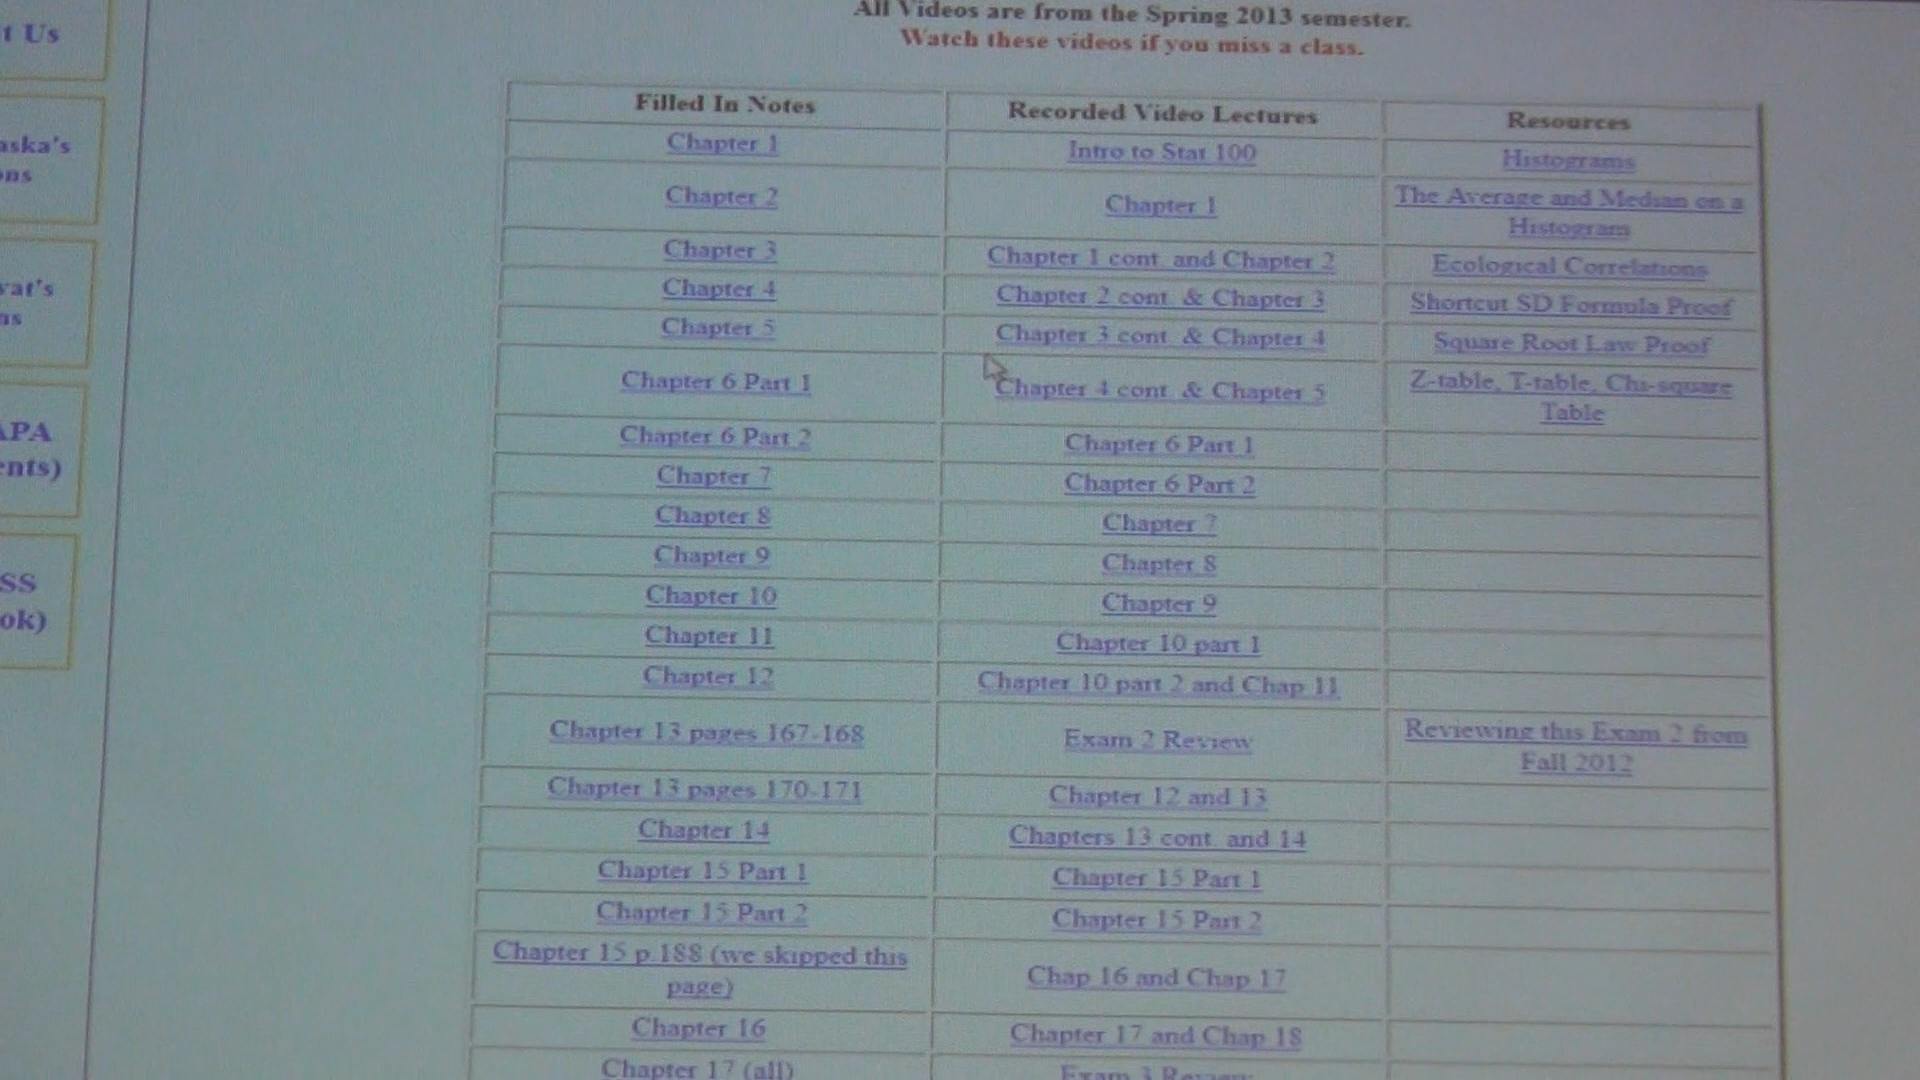 t Us
aska's
ons
vat's
ns
APA
ents)
SS
ok)
All Videos are from the Spring 2013 semester.
Watch these videos if you miss a class.
Filled In Notes Recorded Video Lectures Resources
Chapter 1 Intro to Stat 100 Histograms
Chapter 2 Chapter 1 The Average and Median on a
Histogram
Chapter 3 Chapter 1 cont. and Chapter 2 Ecological Correlations
Chapter 4 Chapter 2 cont. & Chapter 3 Shortcut SD Formula Proof
Chapter 5 Chapter 3 cont. & Chapter 4 Square Root Law Proof
Chapter 6 Part 1 Chapter 4 cont. & Chapter 5 Z-table, T-table, Chi-square
Table
Chapter 6 Part 2 Chapter 6 Part 1
Chapter 7 Chapter 6 Part 2
Chapter 8 Chapter 7
Chapter 9 Chapter 8
Chapter 10 Chapter 9
Chapter 11 Chapter 10 part 1
Chapter 12 Chapter 10 part 2 and Chap 11
Chapter 13 pages 167-168 Exam 2 Review Reviewing this Exam 2 from
Fall 2012
Chapter 13 pages 170-171 Chapter 12 and 13
Chapter 14 Chapters 13 cont. and 14
Chapter 15 Part 1 Chapter 15 Part 1
Chapter 15 Part 2 Chapter 15 Part 2
Chapter 15 p.188 (we skipped this
page) Chap 16 and Chap 17
Chapter 16 Chapter 17 and Chap 18
Chapter 17 (all) Exam 3 Review